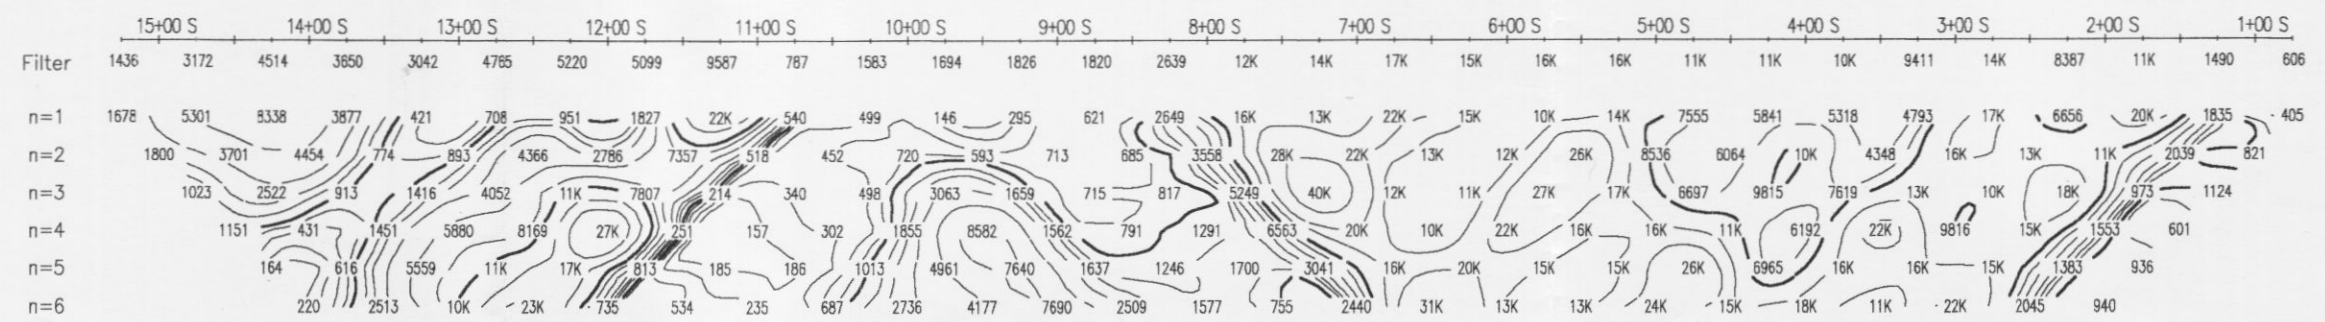 15+00 S 14+00 S 13+00 S 12+00 S 11+00 S 10+00 S 9+00 S 8+00 S 7+00 S 6+00 S 5+00 S 4+00 S 3+00 S 2+00 S 1+00 S
Filter 1436 3172 4514 3650 3042 4765 5220 5099 9587 787 1583 1694 1826 1820 2639 12K 14K 17K 15K 16K 16K 11K 11K 10K 9411 14K 8387 11K 1490 606
n=1 1678 5301 8338 3877 421 708 951 1827 22K 540 499 146 295 621 2649 16K 13K 22K 15K 10K 14K 7555 5841 5318 4793 17K 6656 20K 1835 405
n=2 1800 3701 4454 774 893 4366 2786 7357 518 452 720 593 713 685 3558 28K 22K 13K 12K 26K 8536 6064 10K 4348 16K 13K 11K 2039 821
n=3 1023 2522 913 1416 4052 11K 7807 214 340 498 3063 1659 715 817 5249 40K 12K 11K 27K 17K 6697 9815 7619 13K 10K 18K 973 1124
n=4 1151 431 1451 5880 8169 27K 251 157 302 1855 8582 1562 791 1291 6563 20K 10K 22K 16K 16K 11K 6192 22K 9816 15K 1553 601
n=5 164 616 5559 11K 17K 813 185 186 1013 4961 7640 1637 1246 1700 3041 16K 20K 15K 15K 26K 6965 16K 16K 15K 1383 936
n=6 220 2513 10K 23K 735 534 235 687 2736 4177 7690 2509 1577 755 2440 31K 13K 13K 24K 15K 18K 11K 22K 2045 940